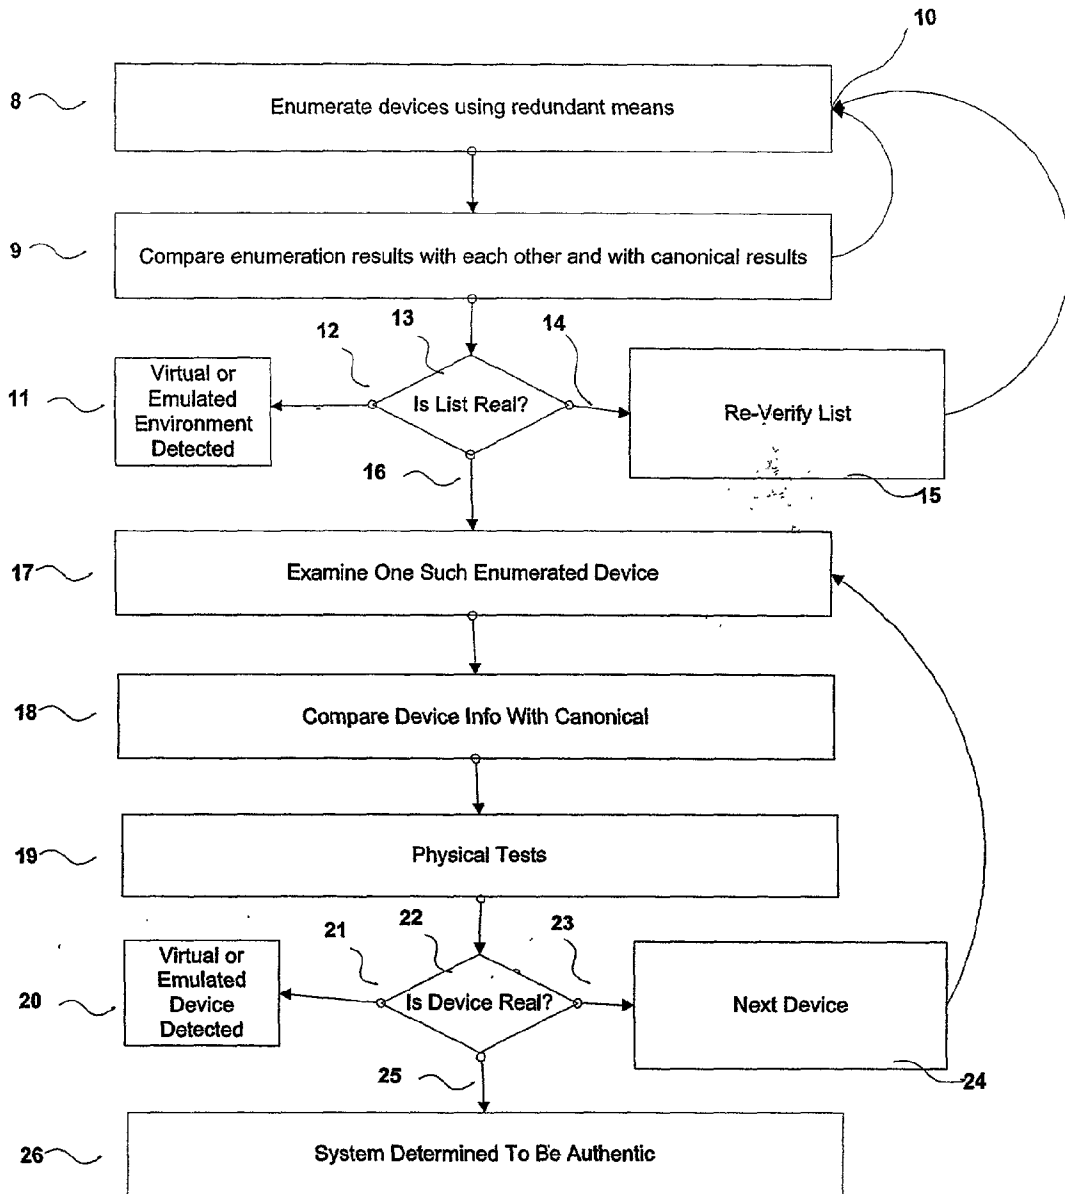 10
8
Enumerate devices using redundant means
9
Compare enumeration results with each other and with canonical results
12
13
14
11
Virtual or
Emulated
Environment
Detected
Is List Real?
Re-Verify List
16
15
17
Examine One Such Enumerated Device
18
Compare Device Info With Canonical
19
Physical Tests
21
22
23
20
Virtual or
Emulated
Device
Detected
Is Device Real?
Next Device
25
24
26
System Determined To Be Authentic